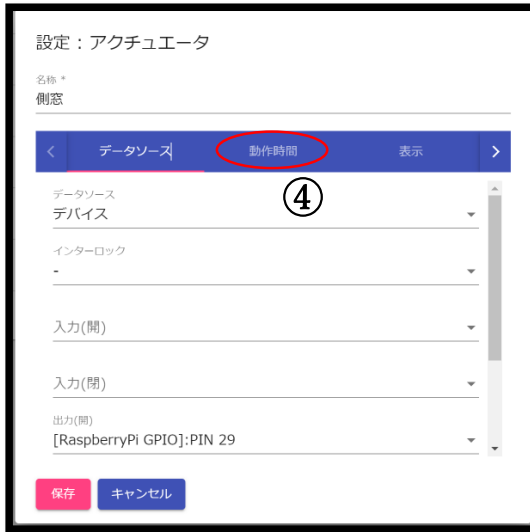 設定：アクチュエータ
名称 *
側窓
データソース 動作時間 表示
④
データソース
デバイス
インターロック
-
入力(開)
入力(閉)
出力(開)
[RaspberryPi GPIO]:PIN 29
保存 キャンセル